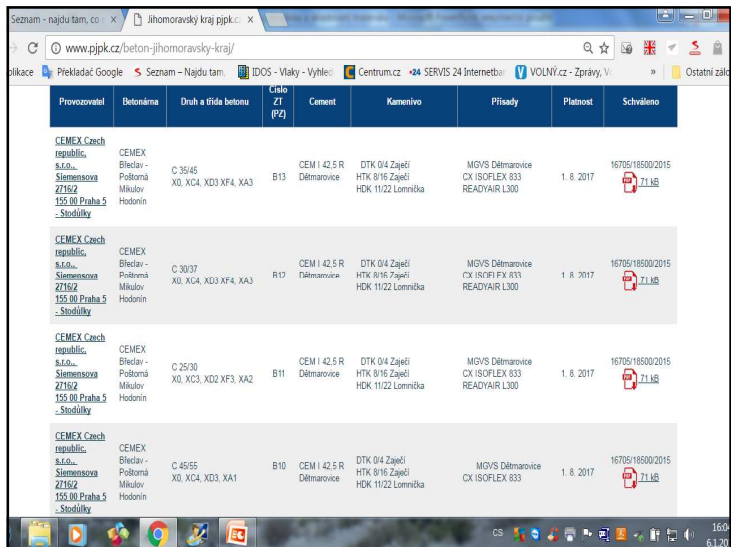 Seznam - najdu tam, co n
Jihomoravský kraj pjpk.c
www.pjpk.cz/beton-jihomoravsky-kraj/
plikace Překladač Google Seznam – Najdu tam, IDOS - Vlaky - Vyhled Centrum.cz +24 SERVIS 24 Internetba VOLNÝ.cz - Zprávy, V » Ostatní zálo
Provozovatel Betonárna Druh a třída betonu Číslo ZT (PZ) Cement Kamenivo Přísady Platnost Schváleno
CEMEX Czech
republic,
s.r.o.,
Siemensova
2716/2
155 00 Praha 5
- Stodůlky
CEMEX
Břeclav -
Poštorná
Mikulov
Hodonín
C 35/45
X0, XC4, XD3 XF4, XA3
B13
CEM I 42,5 R
Dětmarovice
DTK 0/4 Zaječí
HTK 8/16 Zaječí
HDK 11/22 Lomnička
MGVS Dětmarovice
CX ISOFLEX 833
READYAIR L300
1. 8. 2017
16705/18500/2015
71 kB
CEMEX Czech
republic,
s.r.o.,
Siemensova
2716/2
155 00 Praha 5
- Stodůlky
CEMEX
Břeclav -
Poštorná
Mikulov
Hodonín
C 30/37
X0, XC4, XD3 XF4, XA3
B12
CEM I 42,5 R
Dětmarovice
DTK 0/4 Zaječí
HTK 8/16 Zaječí
HDK 11/22 Lomnička
MGVS Dětmarovice
CX ISOFLEX 833
READYAIR L300
1. 8. 2017
16705/18500/2015
71 kB
CEMEX Czech
republic,
s.r.o.,
Siemensova
2716/2
155 00 Praha 5
- Stodůlky
CEMEX
Břeclav -
Poštorná
Mikulov
Hodonín
C 25/30
X0, XC3, XD2 XF3, XA2
B11
CEM I 42,5 R
Dětmarovice
DTK 0/4 Zaječí
HTK 8/16 Zaječí
HDK 11/22 Lomnička
MGVS Dětmarovice
CX ISOFLEX 833
READYAIR L300
1. 8. 2017
16705/18500/2015
71 kB
CEMEX Czech
republic,
s.r.o.,
Siemensova
2716/2
155 00 Praha 5
- Stodůlky
CEMEX
Břeclav -
Poštorná
Mikulov
Hodonín
C 45/55
X0, XC4, XD3, XA1
B10
CEM I 42,5 R
Dětmarovice
DTK 0/4 Zaječí
HTK 8/16 Zaječí
HDK 11/22 Lomnička
MGVS Dětmarovice
CX ISOFLEX 833
1. 8. 2017
16705/18500/2015
71 kB
CS
16:04
6.1.20